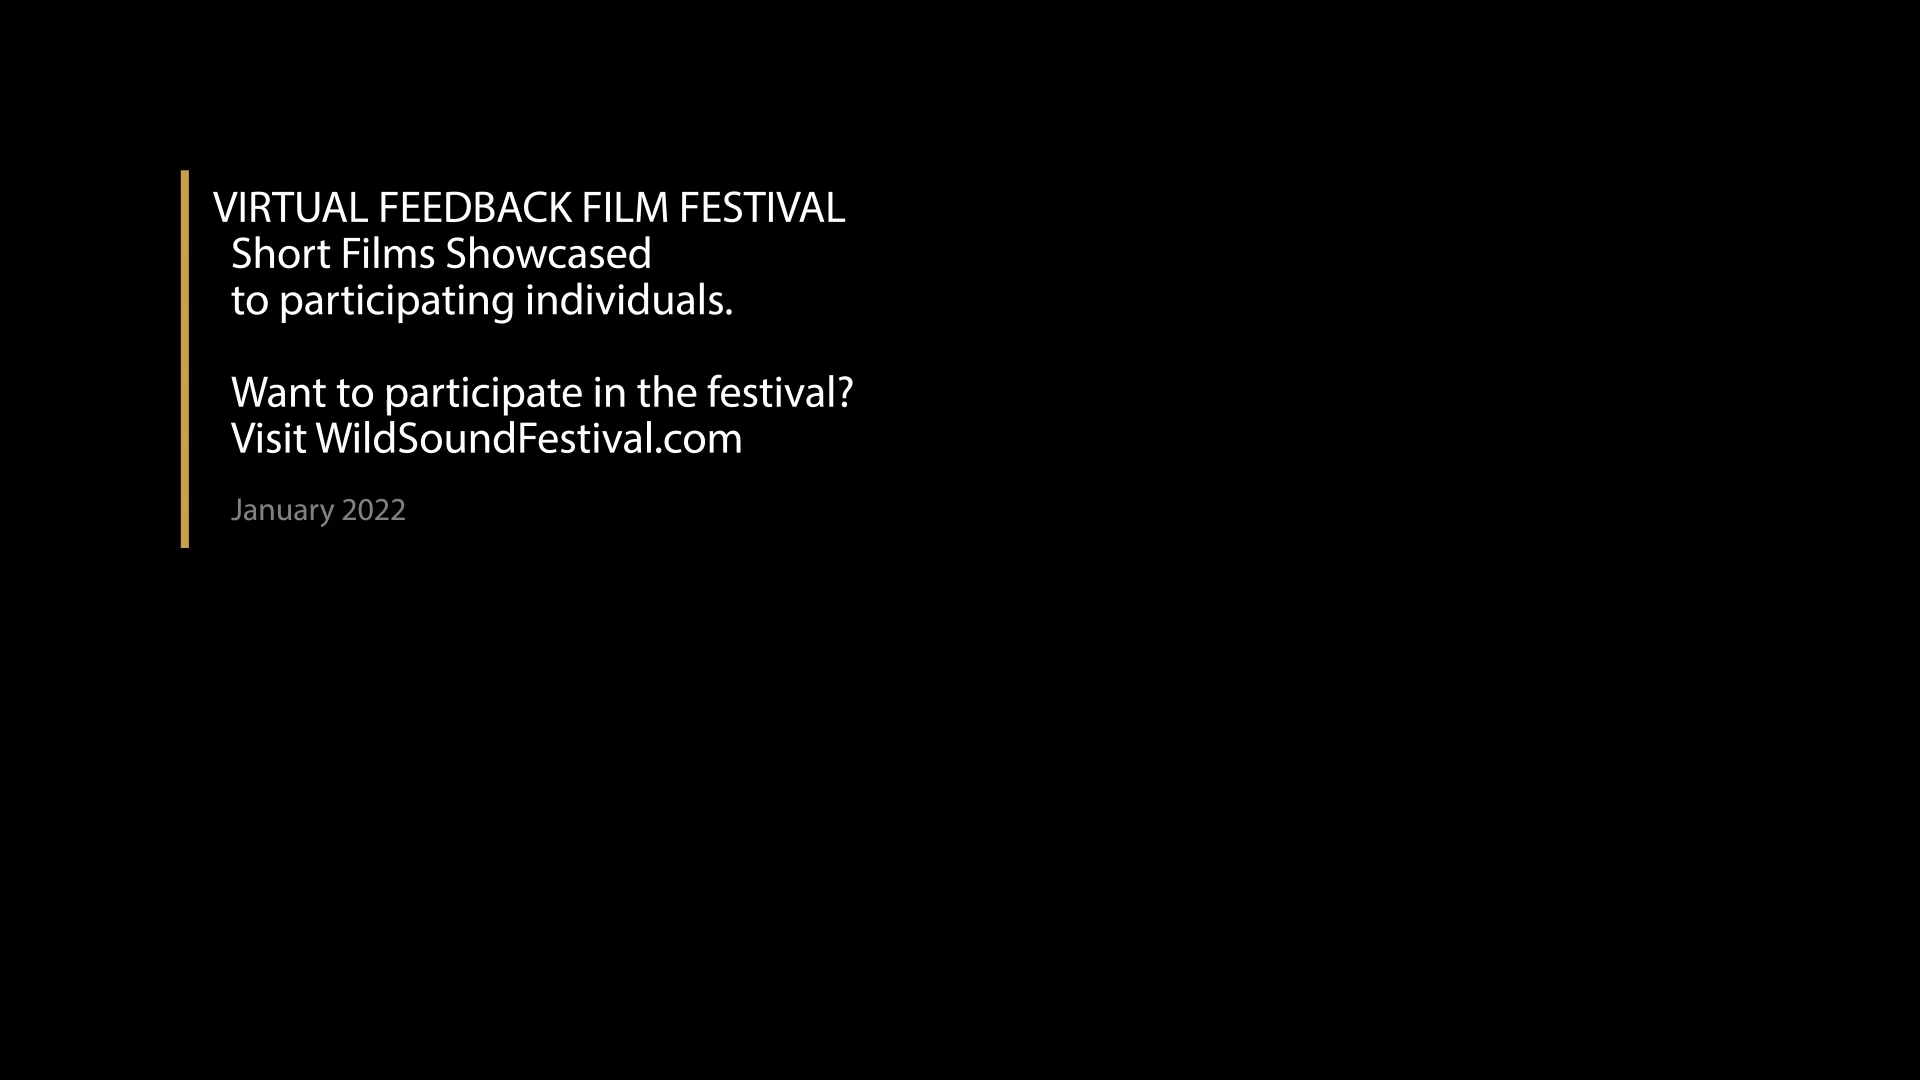 VIRTUAL FEEDBACK FILM FESTIVAL
Short Films Showcased
to participating individuals.
Want to participate in the festival?
Visit WildSoundFestival.com
January 2022